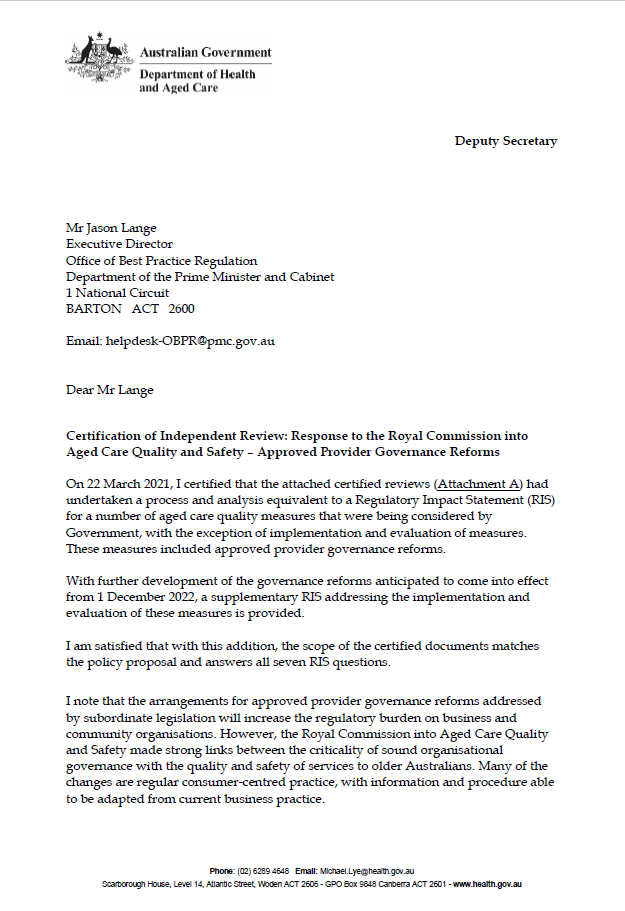 Australian Government
Department of Health
and Aged Care
Deputy Secretary
Mr Jason Lange
Executive Director
Office of Best Practice Regulation
Department of the Prime Minister and Cabinet
1 National Circuit
BARTON ACT 2600
Email: helpdesk-OBPR@pmc.gov.au
Dear Mr Lange
Certification of Independent Review: Response to the Royal Commission into
Aged Care Quality and Safety – Approved Provider Governance Reforms
On 22 March 2021, I certified that the attached certified reviews (Attachment A) had
undertaken a process and analysis equivalent to a Regulatory Impact Statement (RIS)
for a number of aged care quality measures that were being considered by
Government, with the exception of implementation and evaluation of measures.
These measures included approved provider governance reforms.
With further development of the governance reforms anticipated to come into effect
from 1 December 2022, a supplementary RIS addressing the implementation and
evaluation of these measures is provided.
I am satisfied that with this addition, the scope of the certified documents matches
the policy proposal and answers all seven RIS questions.
I note that the arrangements for approved provider governance reforms addressed
by subordinate legislation will increase the regulatory burden on business and
community organisations. However, the Royal Commission into Aged Care Quality
and Safety made strong links between the criticality of sound organisational
governance with the quality and safety of services to older Australians. Many of the
changes are regular consumer-centred practice, with information and procedure able
to be adapted from current business practice.
Phone: (02) 6289 4648 Email: Michael.Lye@health.gov.au
Scarborough House, Level 14, Atlantic Street, Woden ACT 2606 - GPO Box 9848 Canberra ACT 2601 - www.health.gov.au